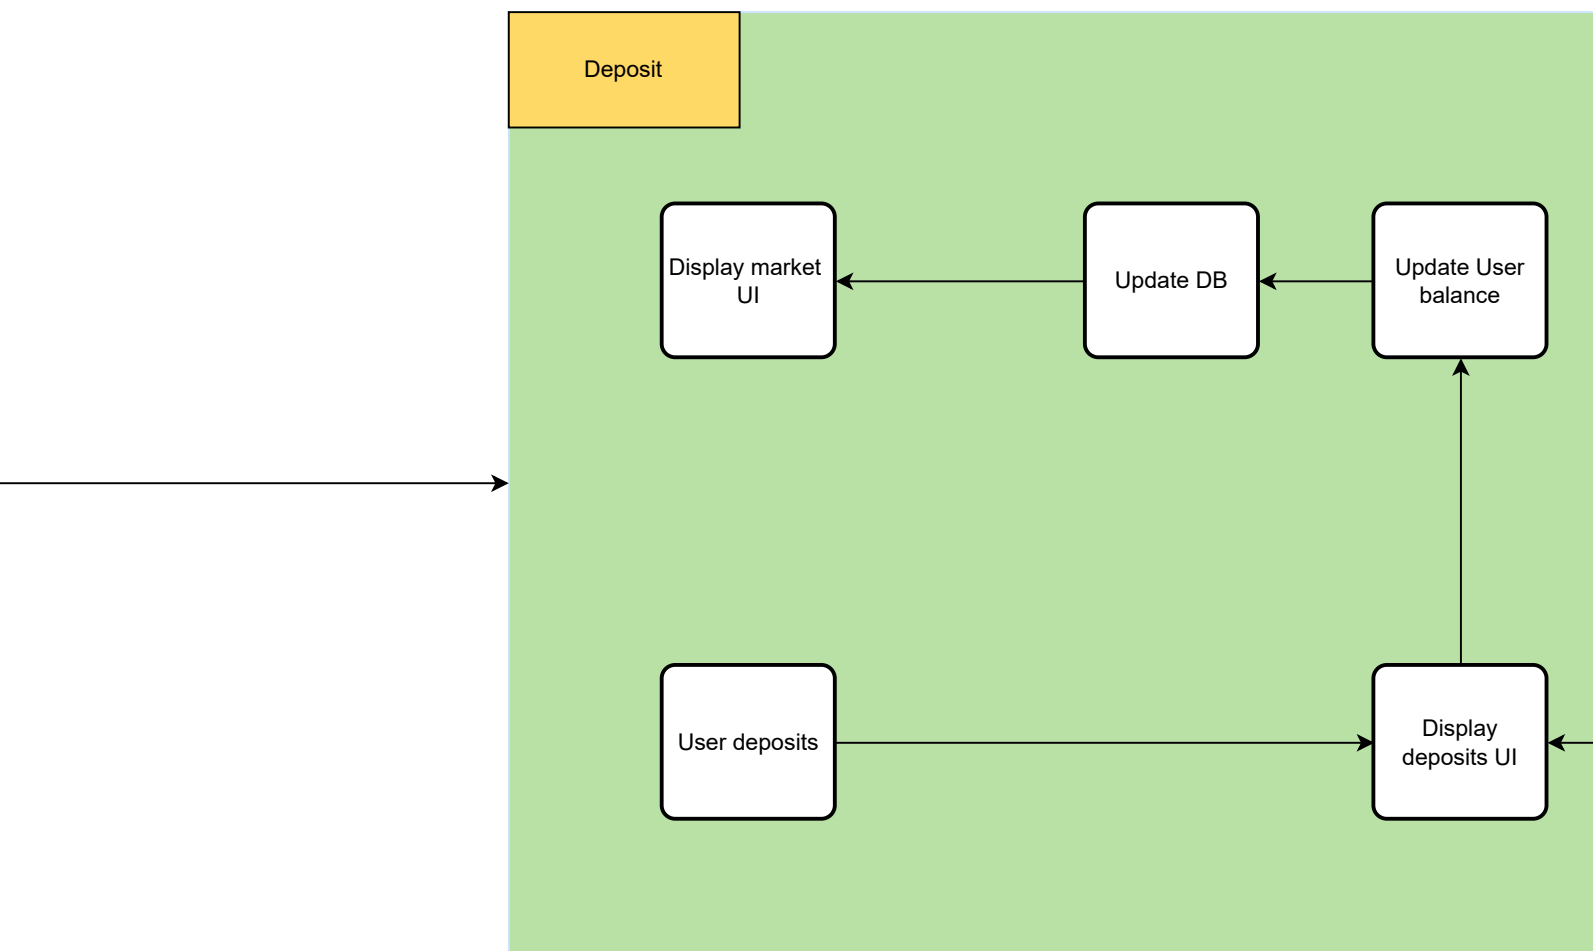 Deposit
Display market
UI
Update DB
Update User
balance
User deposits
Display
deposits UI